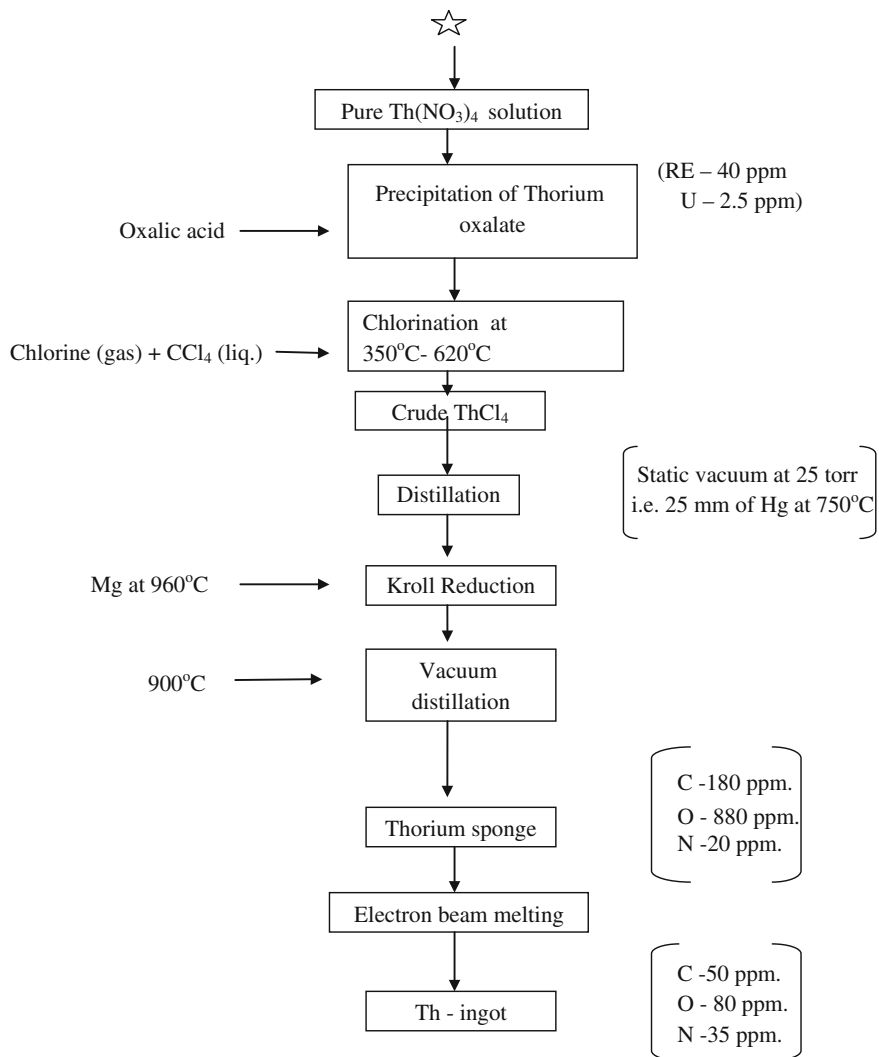 Pure Th(NO₃)₄ solution
(RE – 40 ppm
U – 2.5 ppm)
Precipitation of Thorium
oxalate
Oxalic acid
Chlorination at
350°C- 620°C
Chlorine (gas) + CCl₄ (liq.)
Crude ThCl₄
Static vacuum at 25 torr
i.e. 25 mm of Hg at 750°C
Distillation
Mg at 960°C
Kroll Reduction
Vacuum
distillation
900°C
C -180 ppm.
O - 880 ppm.
N -20 ppm.
Thorium sponge
Electron beam melting
C -50 ppm.
O - 80 ppm.
N -35 ppm.
Th - ingot